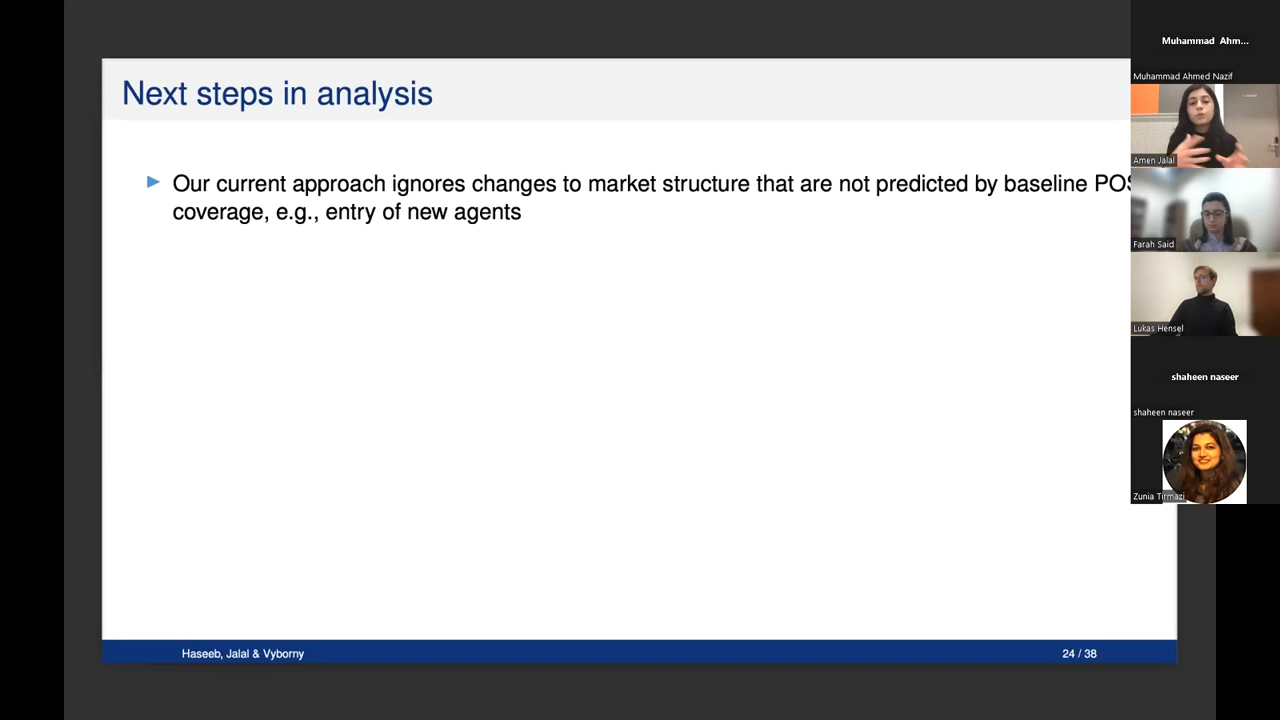 Next steps in analysis
Our current approach ignores changes to market structure that are not predicted by baseline
coverage, e.g., entry of new agents
Haseeb, Jalal & Vyborny
24 / 38
Muhammad Ahm...
Muhammad Ahmed Nazif
Amen Jalal
Farah Said
Lukas Hensel
shaheen naseer
shaheen naseer
Zunia Tirmazi